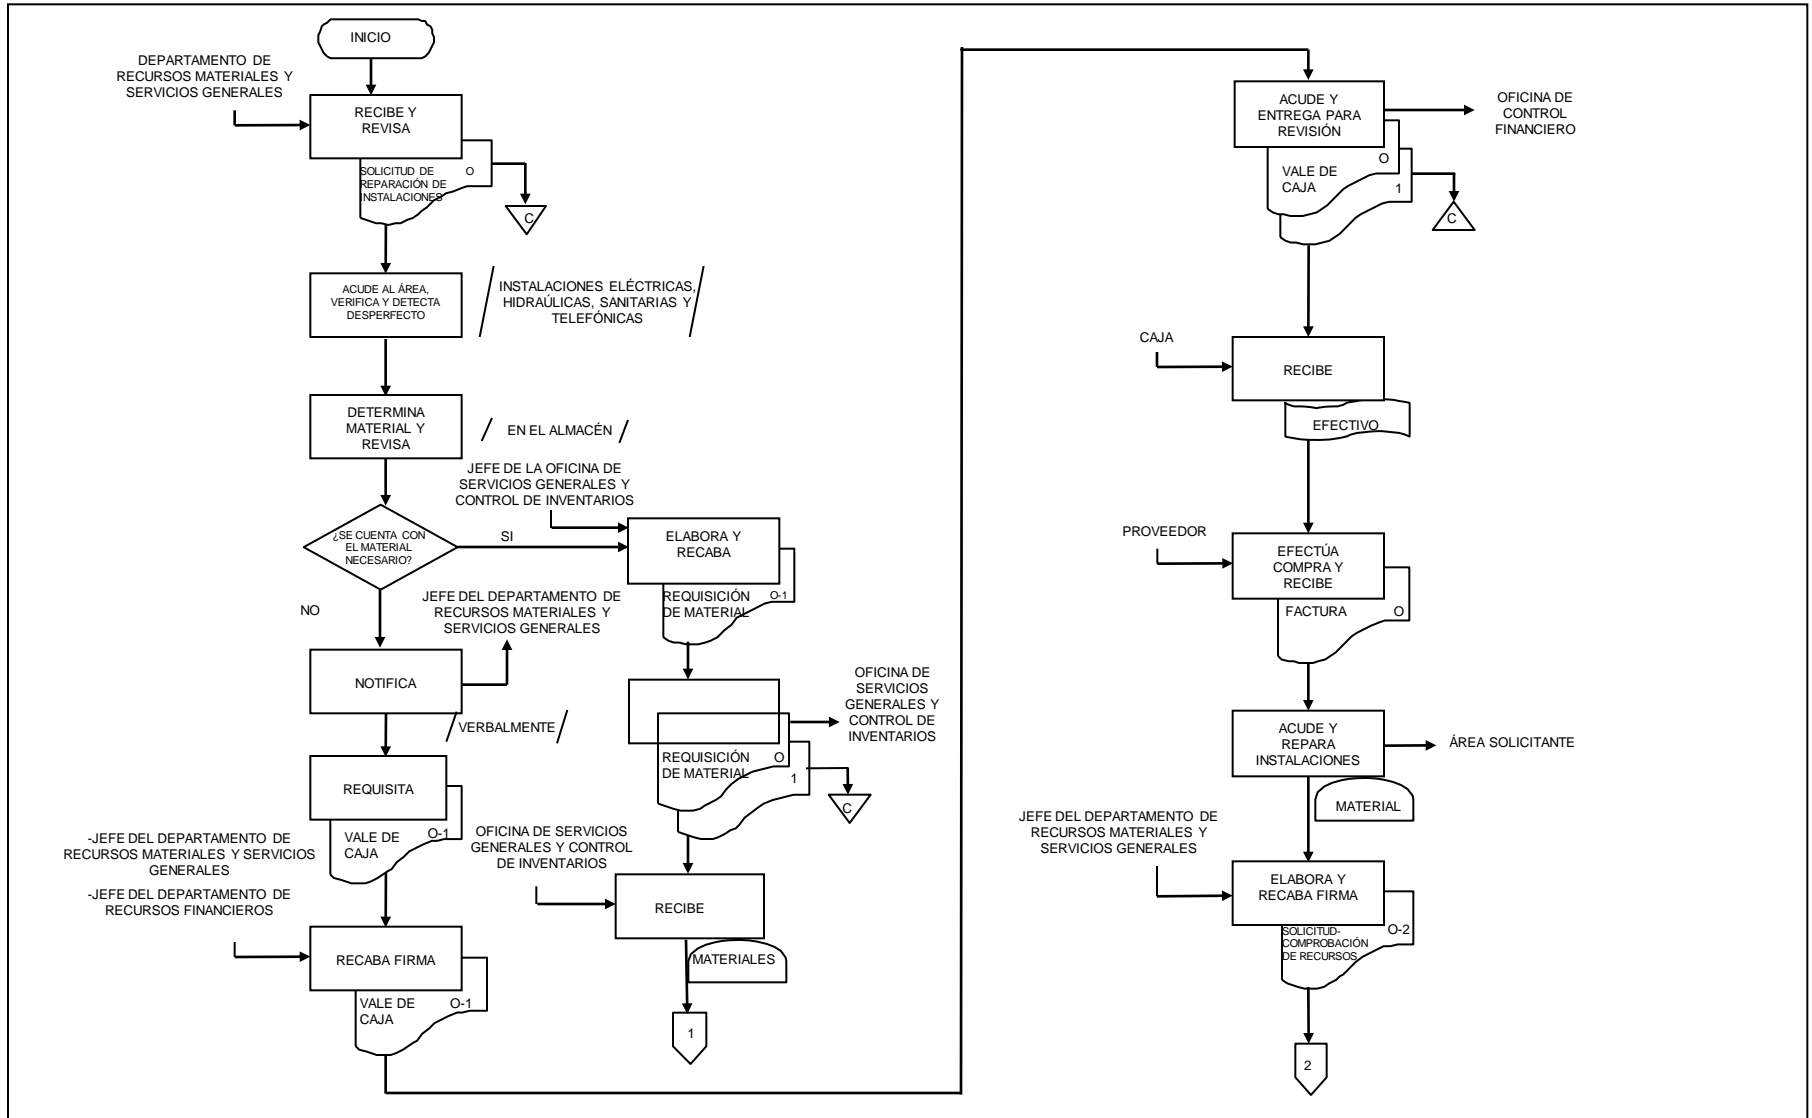 INICIO
DEPARTAMENTO DE
RECURSOS MATERIALES Y
SERVICIOS GENERALES
RECIBE Y
REVISA
SOLICITUD DE
REPARACIÓN DE
INSTALACIONES
O
C
ACUDE AL ÁREA,
VERIFICA Y DETECTA
DESPERFECTO
INSTALACIONES ELÉCTRICAS,
HIDRAÚLICAS, SANITARIAS Y
TELEFÓNICAS
DETERMINA
MATERIAL Y
REVISA
EN EL ALMACÉN
¿SE CUENTA CON
EL MATERIAL
NECESARIO?
SI
NO
JEFE DE LA OFICINA DE
SERVICIOS GENERALES Y
CONTROL DE INVENTARIOS
ELABORA Y
RECABA
REQUISICIÓN
DE MATERIAL
O-1
NOTIFICA
JEFE DEL DEPARTAMENTO DE
RECURSOS MATERIALES Y
SERVICIOS GENERALES
VERBALMENTE
REQUISICIÓN
DE MATERIAL
O
1
OFICINA DE
SERVICIOS
GENERALES Y
CONTROL DE
INVENTARIOS
C
REQUISITA
VALE DE
CAJA
O-1
-JEFE DEL DEPARTAMENTO DE
RECURSOS MATERIALES Y SERVICIOS
GENERALES
-JEFE DEL DEPARTAMENTO DE
RECURSOS FINANCIEROS
RECABA FIRMA
VALE DE
CAJA
O-1
OFICINA DE SERVICIOS
GENERALES Y CONTROL
DE INVENTARIOS
RECIBE
MATERIALES
1
ACUDE Y
ENTREGA PARA
REVISIÓN
OFICINA DE
CONTROL
FINANCIERO
VALE DE
CAJA
O
1
C
CAJA
RECIBE
EFECTIVO
PROVEEDOR
EFECTÚA
COMPRA Y
RECIBE
FACTURA
O
ACUDE Y
REPARA
INSTALACIONES
ÁREA SOLICITANTE
MATERIAL
JEFE DEL DEPARTAMENTO DE
RECURSOS MATERIALES Y
SERVICIOS GENERALES
ELABORA Y
RECABA FIRMA
SOLICITUD-
COMPROBACIÓN
DE RECURSOS
O-2
2